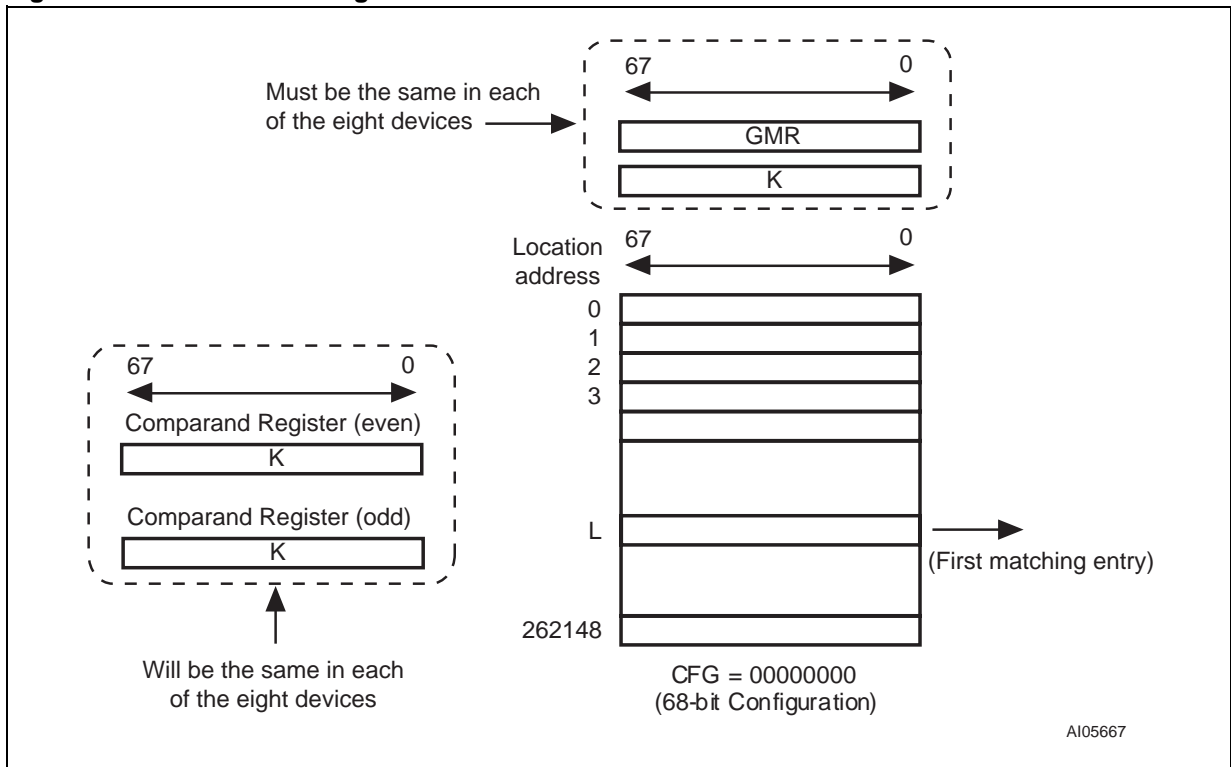 67 0
Must be the same in each
of the eight devices
GMR
K
Location
address
67 0
0
1
2
3
L
(First matching entry)
262148
CFG = 00000000
(68-bit Configuration)
67 0
Comparand Register (even)
K
Comparand Register (odd)
K
Will be the same in each
of the eight devices
AI05667